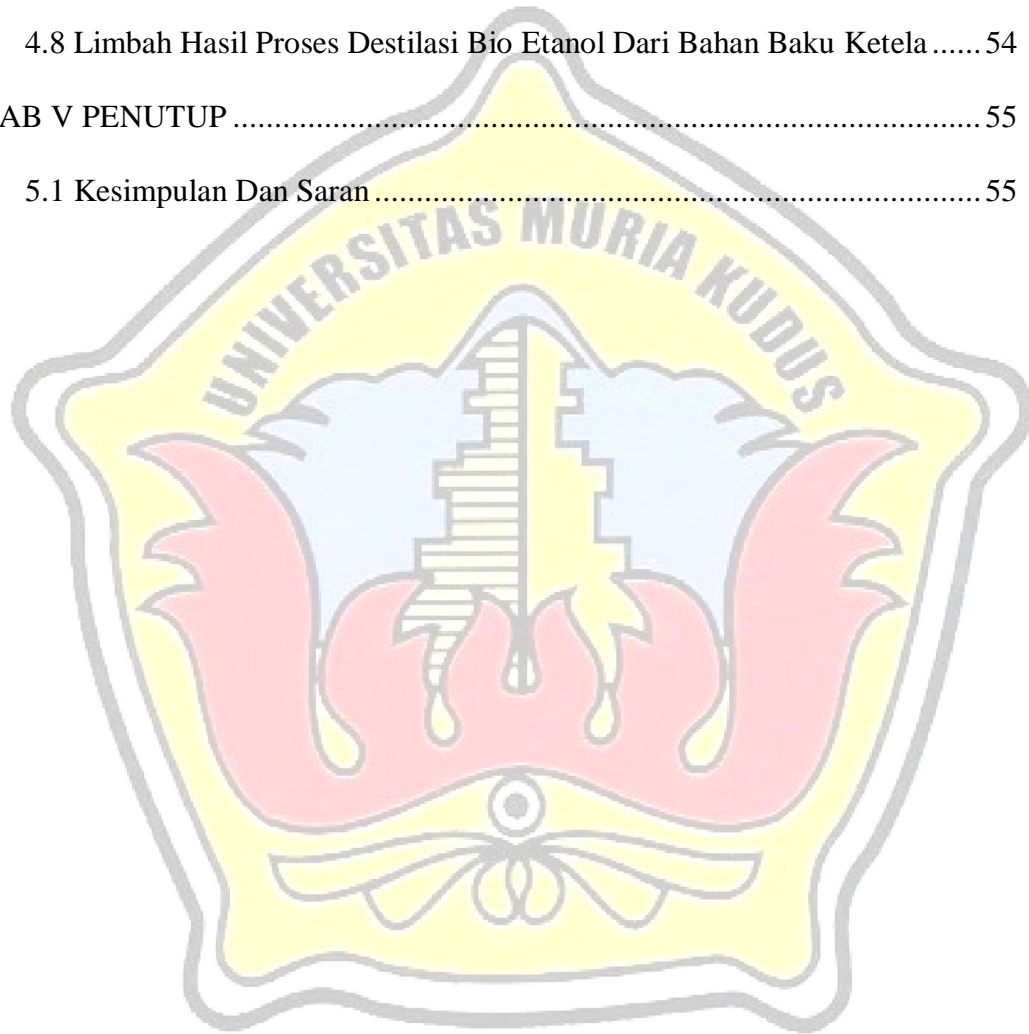 4.8 Limbah Hasil Proses Destilasi Bio Etanol Dari Bahan Baku Ketela ...... 54
AB V PENUTUP ................................................................................................ 55
5.1 Kesimpulan Dan Saran .............................................................................. 55
UNIVERSITAS MURIA KUDUS